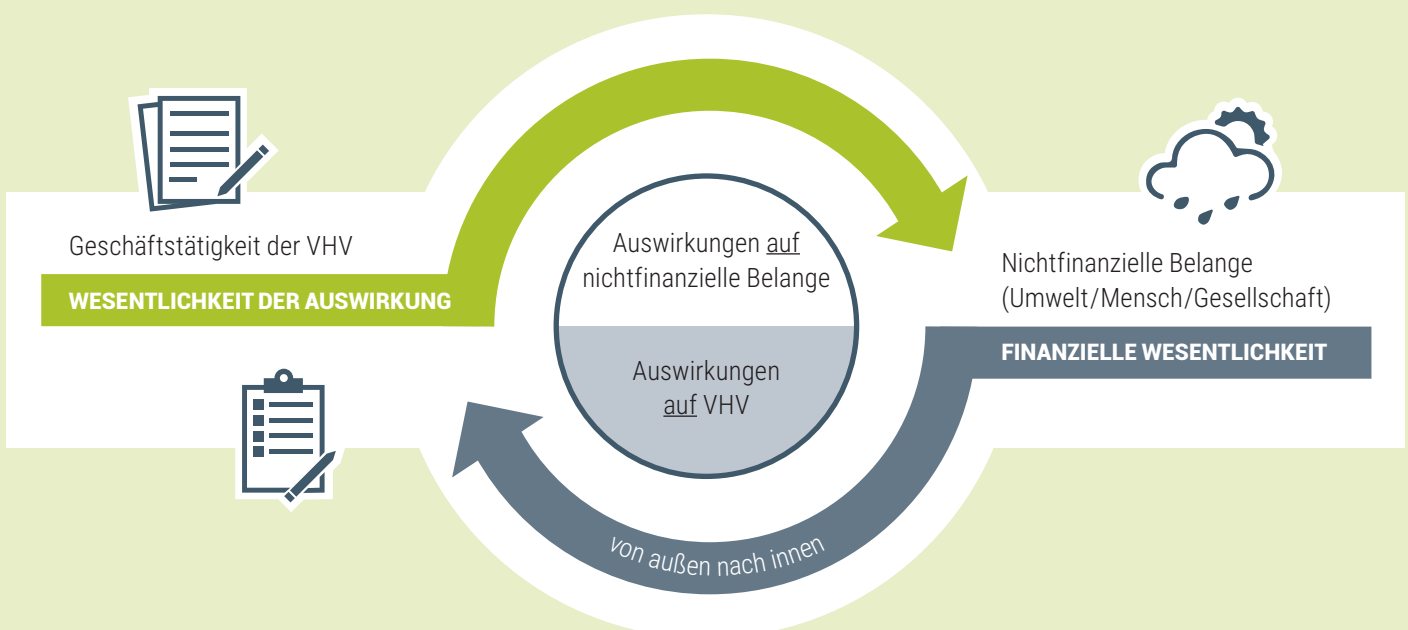 Geschäftstätigkeit der VHV
WESENTLICHKEIT DER AUSWIRKUNG
Auswirkungen auf
nichtfinanzielle Belange
Auswirkungen
auf VHV
Nichtfinanzielle Belange
(Umwelt/Mensch/Gesellschaft)
FINANZIELLE WESENTLICHKEIT
von außen nach innen